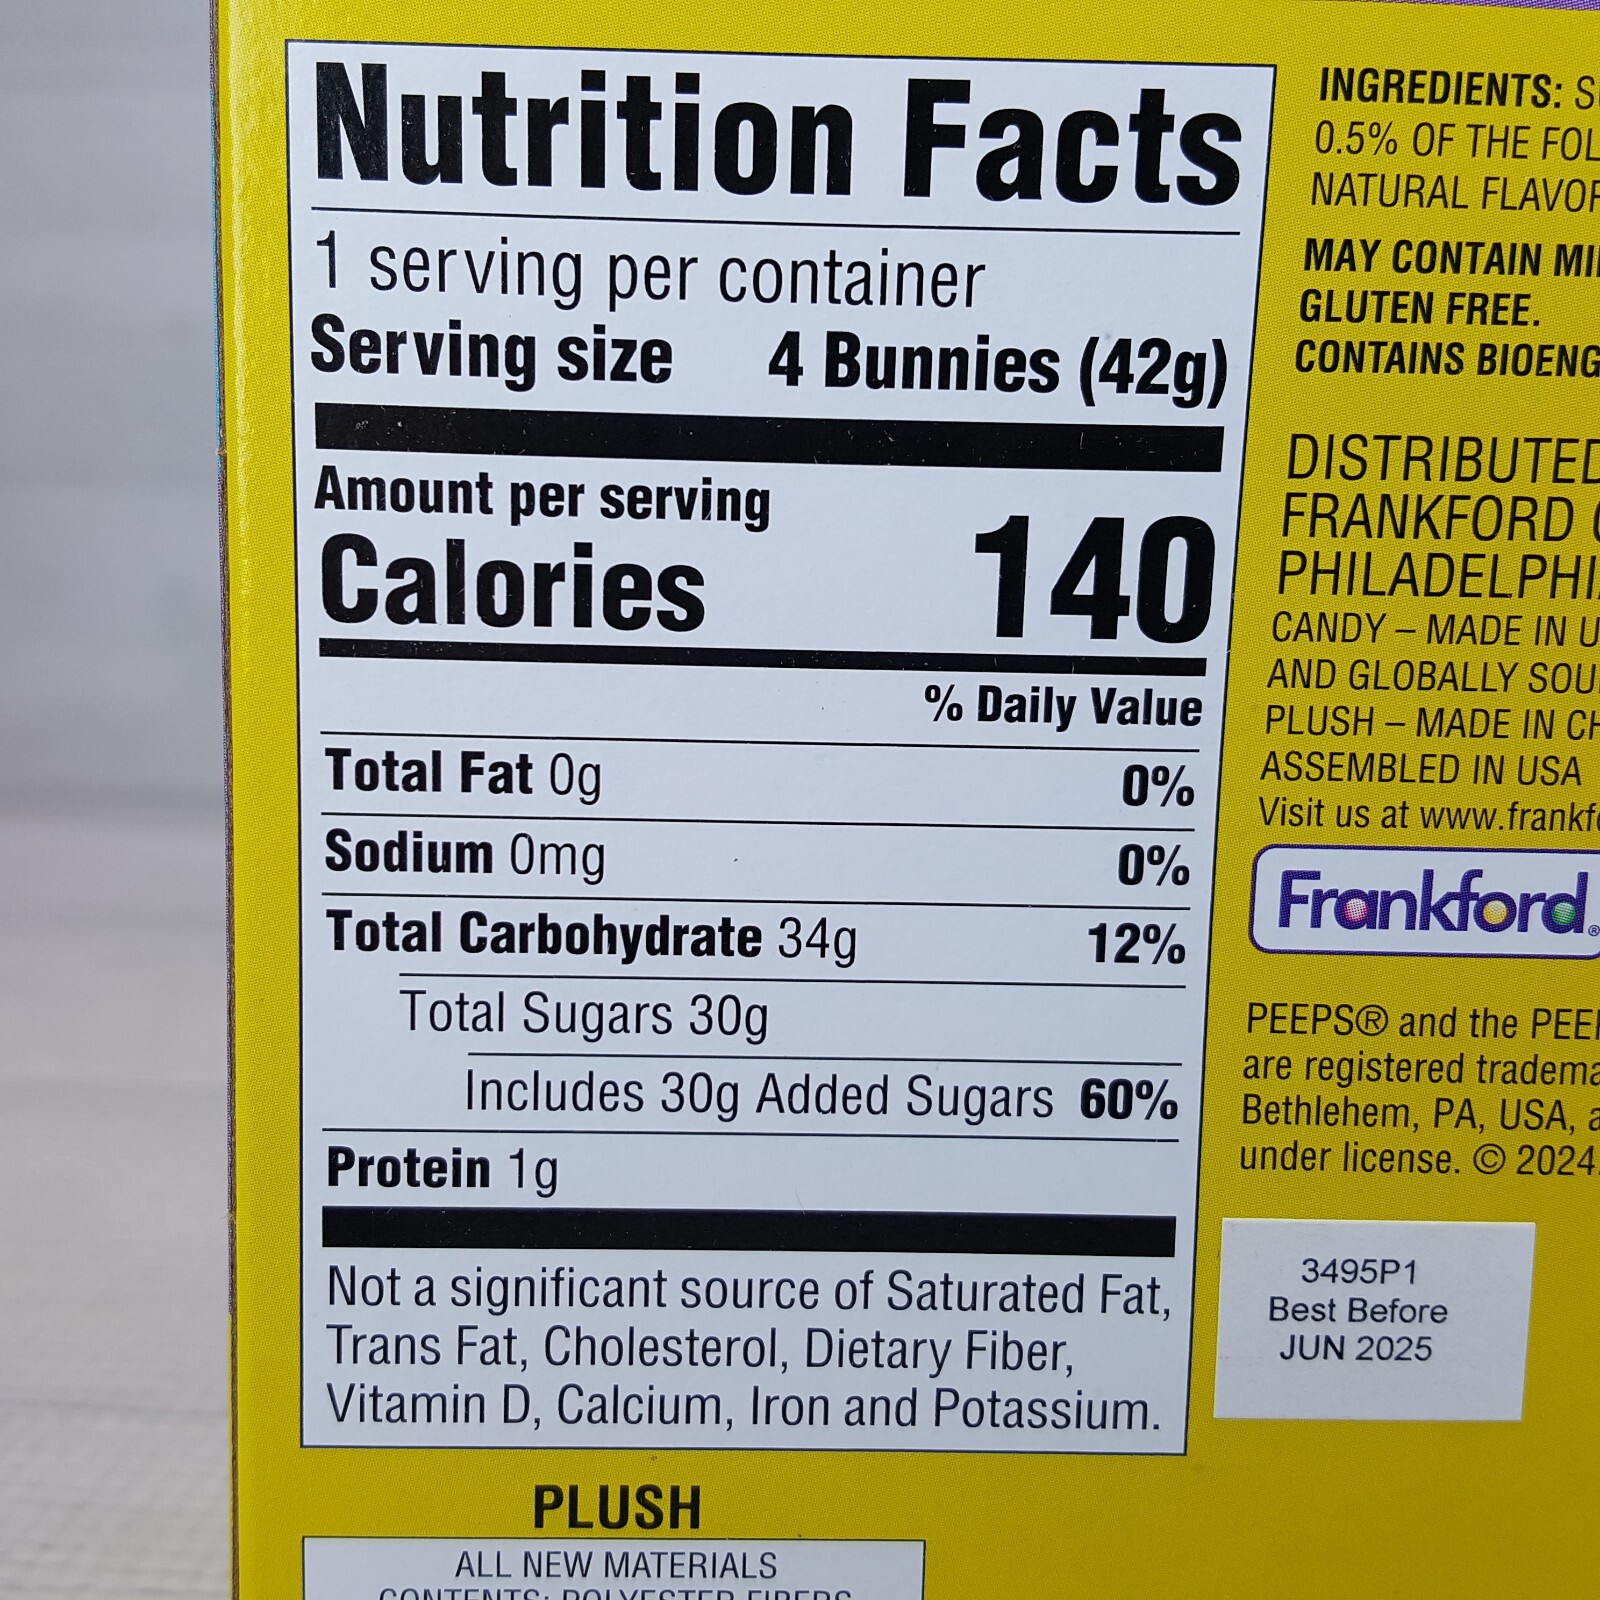 Nutrition Facts
1 serving per container
Serving size 4 Bunnies (42g)
Amount per serving
Calories 140
% Daily Value
Total Fat 0g 0%
Sodium 0mg 0%
Total Carbohydrate 34g 12%
Total Sugars 30g
Includes 30g Added Sugars 60%
Protein 1g
Not a significant source of Saturated Fat,
Trans Fat, Cholesterol, Dietary Fiber,
Vitamin D, Calcium, Iron and Potassium.
PLUSH
ALL NEW MATERIALS
CONTENTS: POLYESTER FIBERS
INGREDIENTS:
0.5% OF THE
NATURAL
MAY CONTAIN
GLUTEN FREE.
CONTAINS
DISTRIBUTED
FRANKFORD
CANDY – MADE IN
AND GLOBALLY
PLUSH – MADE IN
ASSEMBLED IN USA
Visit us at
Frankford®
PEEPS® and the
are registered
Bethlehem, PA, USA,
under license. © 2024
3495P1
Best Before
JUN 2025